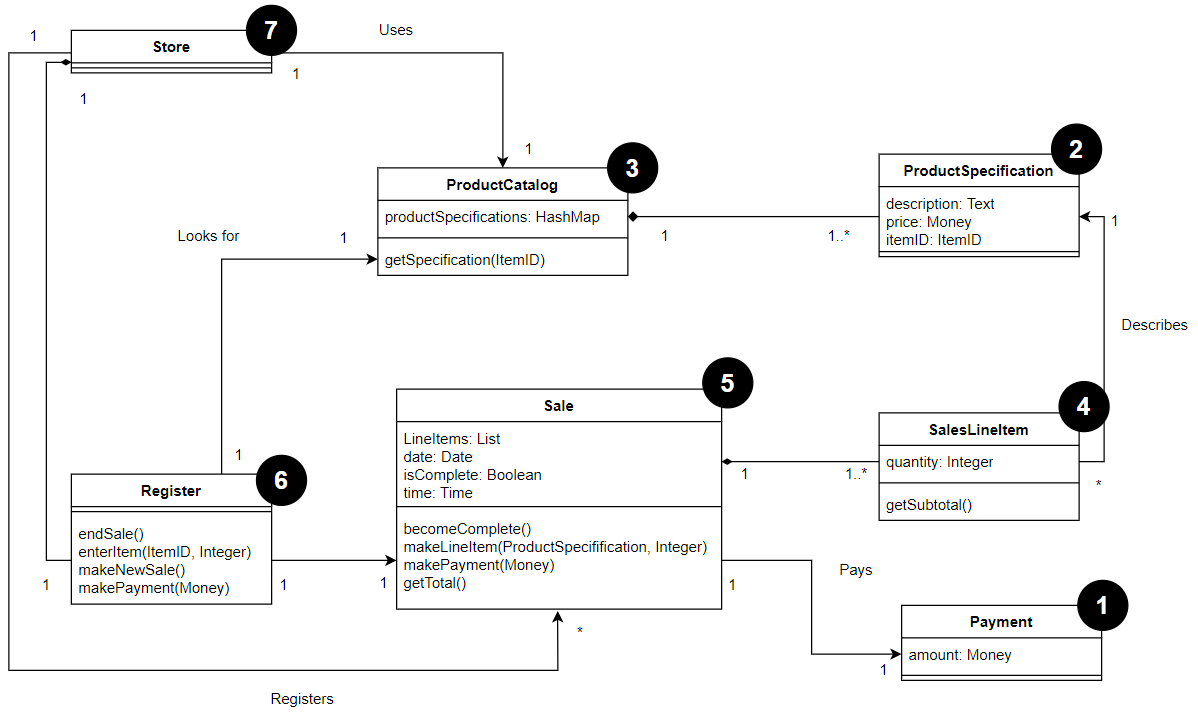 7
1
Store
Uses
1
1
1
2
3
ProductSpecification
ProductCatalog
description: Text
price: Money
itemID: ItemID
productSpecifications: HashMap
1
1..*
1
Looks for
1
getSpecification(ItemID)
Describes
5
4
Sale
SalesLineItem
LineItems: List
date: Date
isComplete: Boolean
time: Time
quantity: Integer
1
1..*
*
getSubtotal()
1
6
Register
endSale()
enterItem(ItemID, Integer)
makeNewSale()
makePayment(Money)
becomeComplete()
makeLineItem(ProductSpecifification, Integer)
makePayment(Money)
getTotal()
1
1
1
1
Pays
1
Payment
amount: Money
1
*
Registers